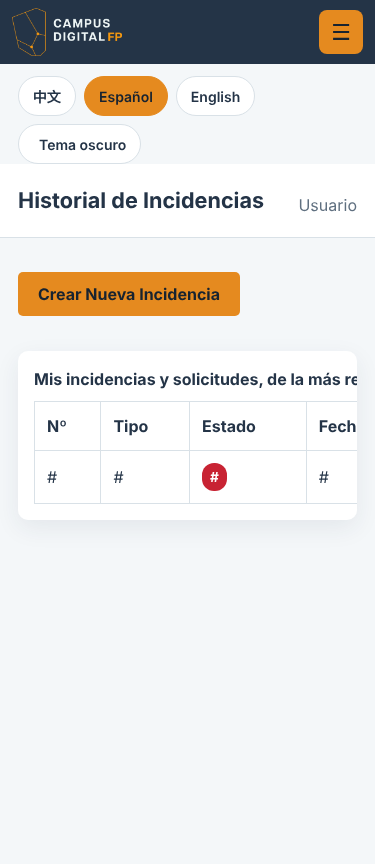 CAMPUS
DIGITAL FP
☰
中文
Español
English
Tema oscuro
Historial de Incidencias
Usuario
Crear Nueva Incidencia
Mis incidencias y solicitudes, de la más re
Nº Tipo Estado Fech
# # # #